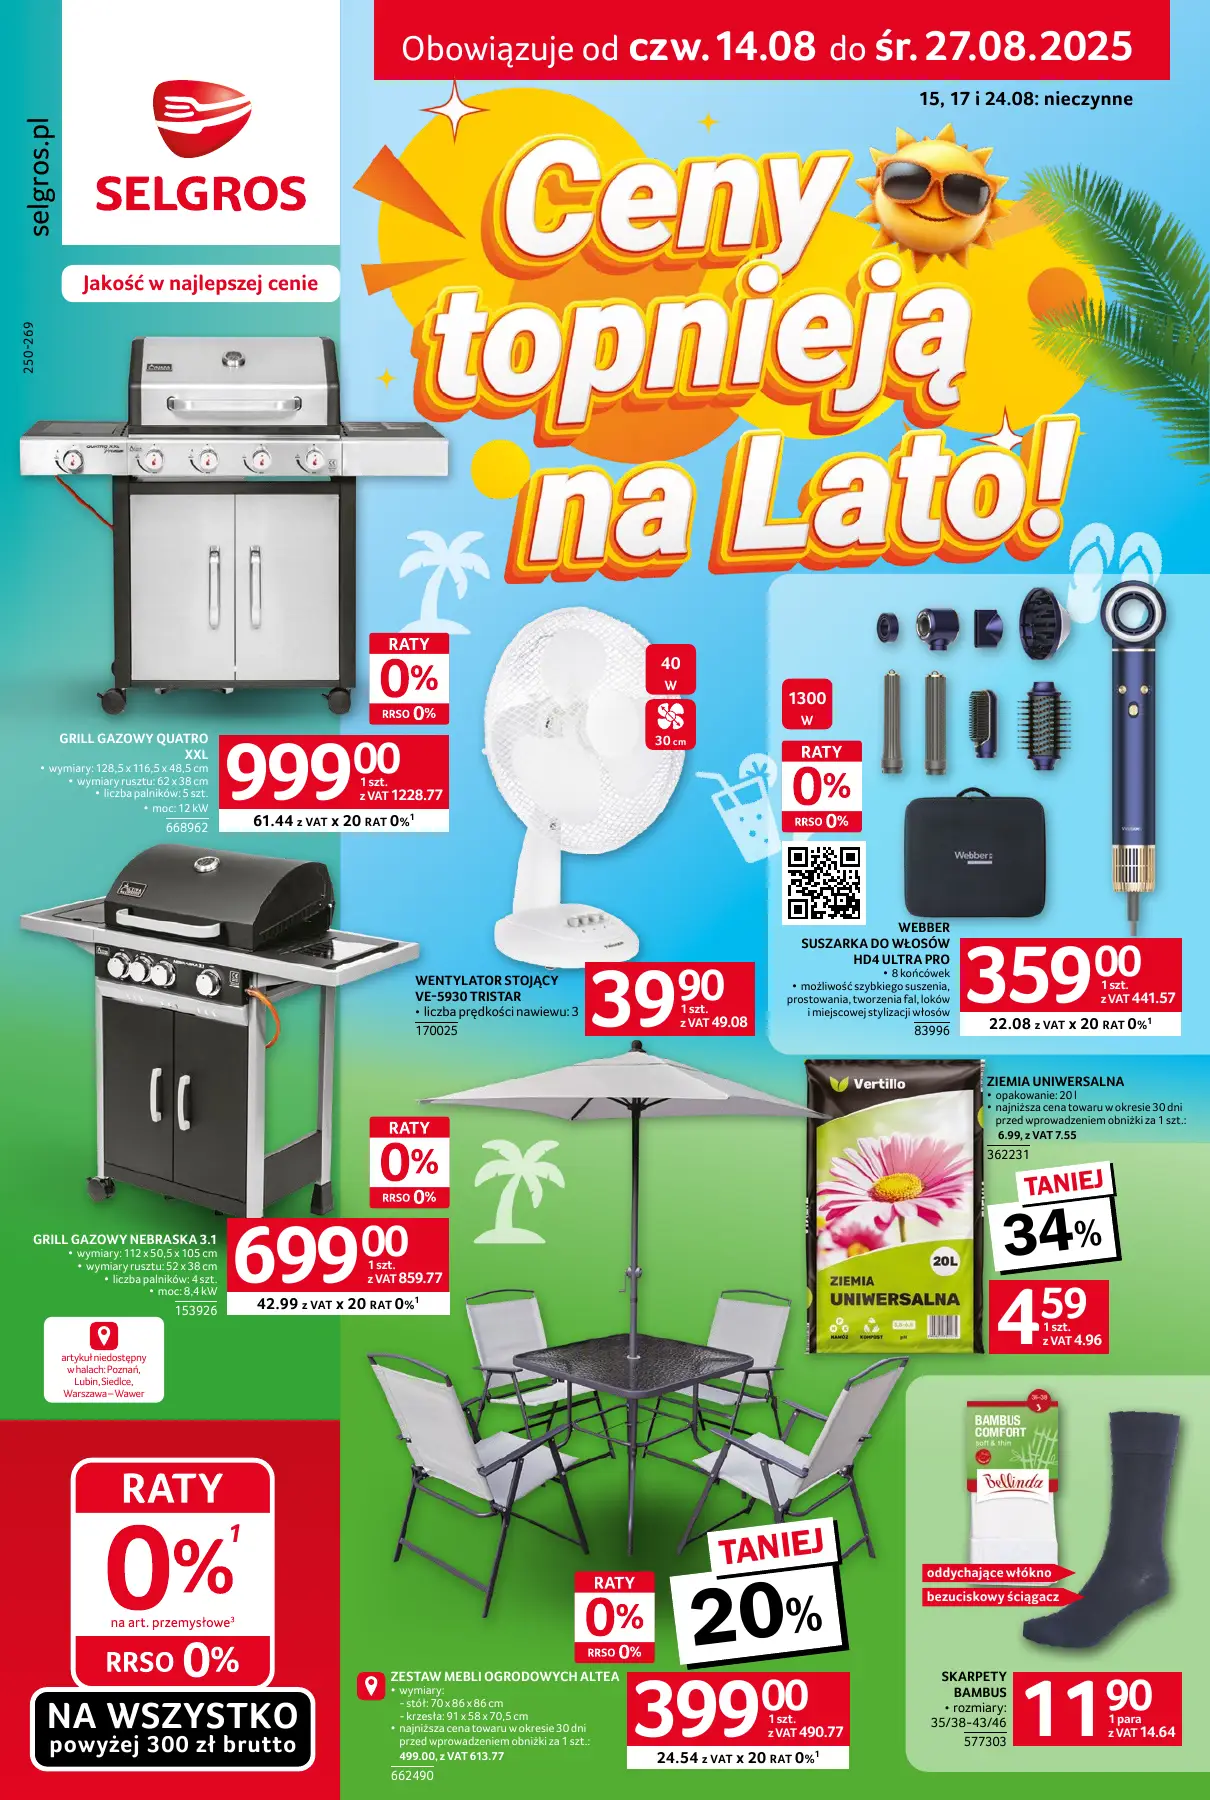 Obowiązuje od czw. 14.08 do śr. 27.08.2025
15, 17 i 24.08: nieczynne
selgros.pl
SELGROS
Jakość w najlepszej cenie
250-269
Ceny
topnieją
na Lato!
QUATRO XXL
RATY
0%
RRSO 0%
GRILL GAZOWY QUATRO
XXL
• wymiary: 128,5 x 116,5 x 48,5 cm
• wymiary rusztu: 62 x 38 cm
• liczba palników: 5 szt.
• moc: 12 kW
668962
999 00
1 szt.
z VAT 1228.77
61.44 z VAT x 20 RAT 0%¹
40
W
30 cm
WENTYLATOR STOJĄCY
VE-5930 TRISTAR
• liczba prędkości nawiewu: 3
170025
39 90
1 szt.
z VAT 49.08
1300
W
RATY
0%
RRSO 0%
Webber
WEBBER
SUSZARKA DO WŁOSÓW
HD4 ULTRA PRO
• 8 końcówek
• możliwość szybkiego suszenia,
prostowania, tworzenia fal, loków
i miejscowej stylizacji włosów
83996
359 00
1 szt.
z VAT 441.57
22.08 z VAT x 20 RAT 0%¹
NEBRASKA 3.1
RATY
0%
RRSO 0%
GRILL GAZOWY NEBRASKA 3.1
• wymiary: 112 x 50,5 x 105 cm
• wymiary rusztu: 52 x 38 cm
• liczba palników: 4 szt.
• moc: 8,4 kW
153926
699 00
1 szt.
z VAT 859.77
42.99 z VAT x 20 RAT 0%¹
artykuł niedostępny
w halach: Poznań,
Lubin, Siedlce,
Warszawa – Wawer
Vertillo
20L
ZIEMIA
UNIWERSALNA
NAWÓZ
KOMPOST
pH
ZIEMIA UNIWERSALNA
• opakowanie: 20 l
• najniższa cena towaru w okresie 30 dni
przed wprowadzeniem obniżki za 1 szt.:
6.99, z VAT 7.55
362231
TANIEJ
34%
4 59
1 szt.
z VAT 4.96
RATY
0%¹
na art. przemysłowe³
RRSO 0%
NA WSZYSTKO
powyżej 300 zł brutto
RATY
0%
RRSO 0%
TANIEJ
20%
ZESTAW MEBLI OGRODOWYCH ALTEA
• wymiary:
- stół: 70 x 86 x 86 cm
- krzesła: 91 x 58 x 70,5 cm
• najniższa cena towaru w okresie 30 dni
przed wprowadzeniem obniżki za 1 szt.:
499.00, z VAT 613.77
662490
399 00
1 szt.
z VAT 490.77
24.54 z VAT x 20 RAT 0%¹
35-38
BAMBUS
COMFORT
soft & thin
Bellinda
oddychające włókno
bezuciskowy ściągacz
SKARPETY
BAMBUS
• rozmiary:
35/38–43/46
577303
11 90
1 para
z VAT 14.64